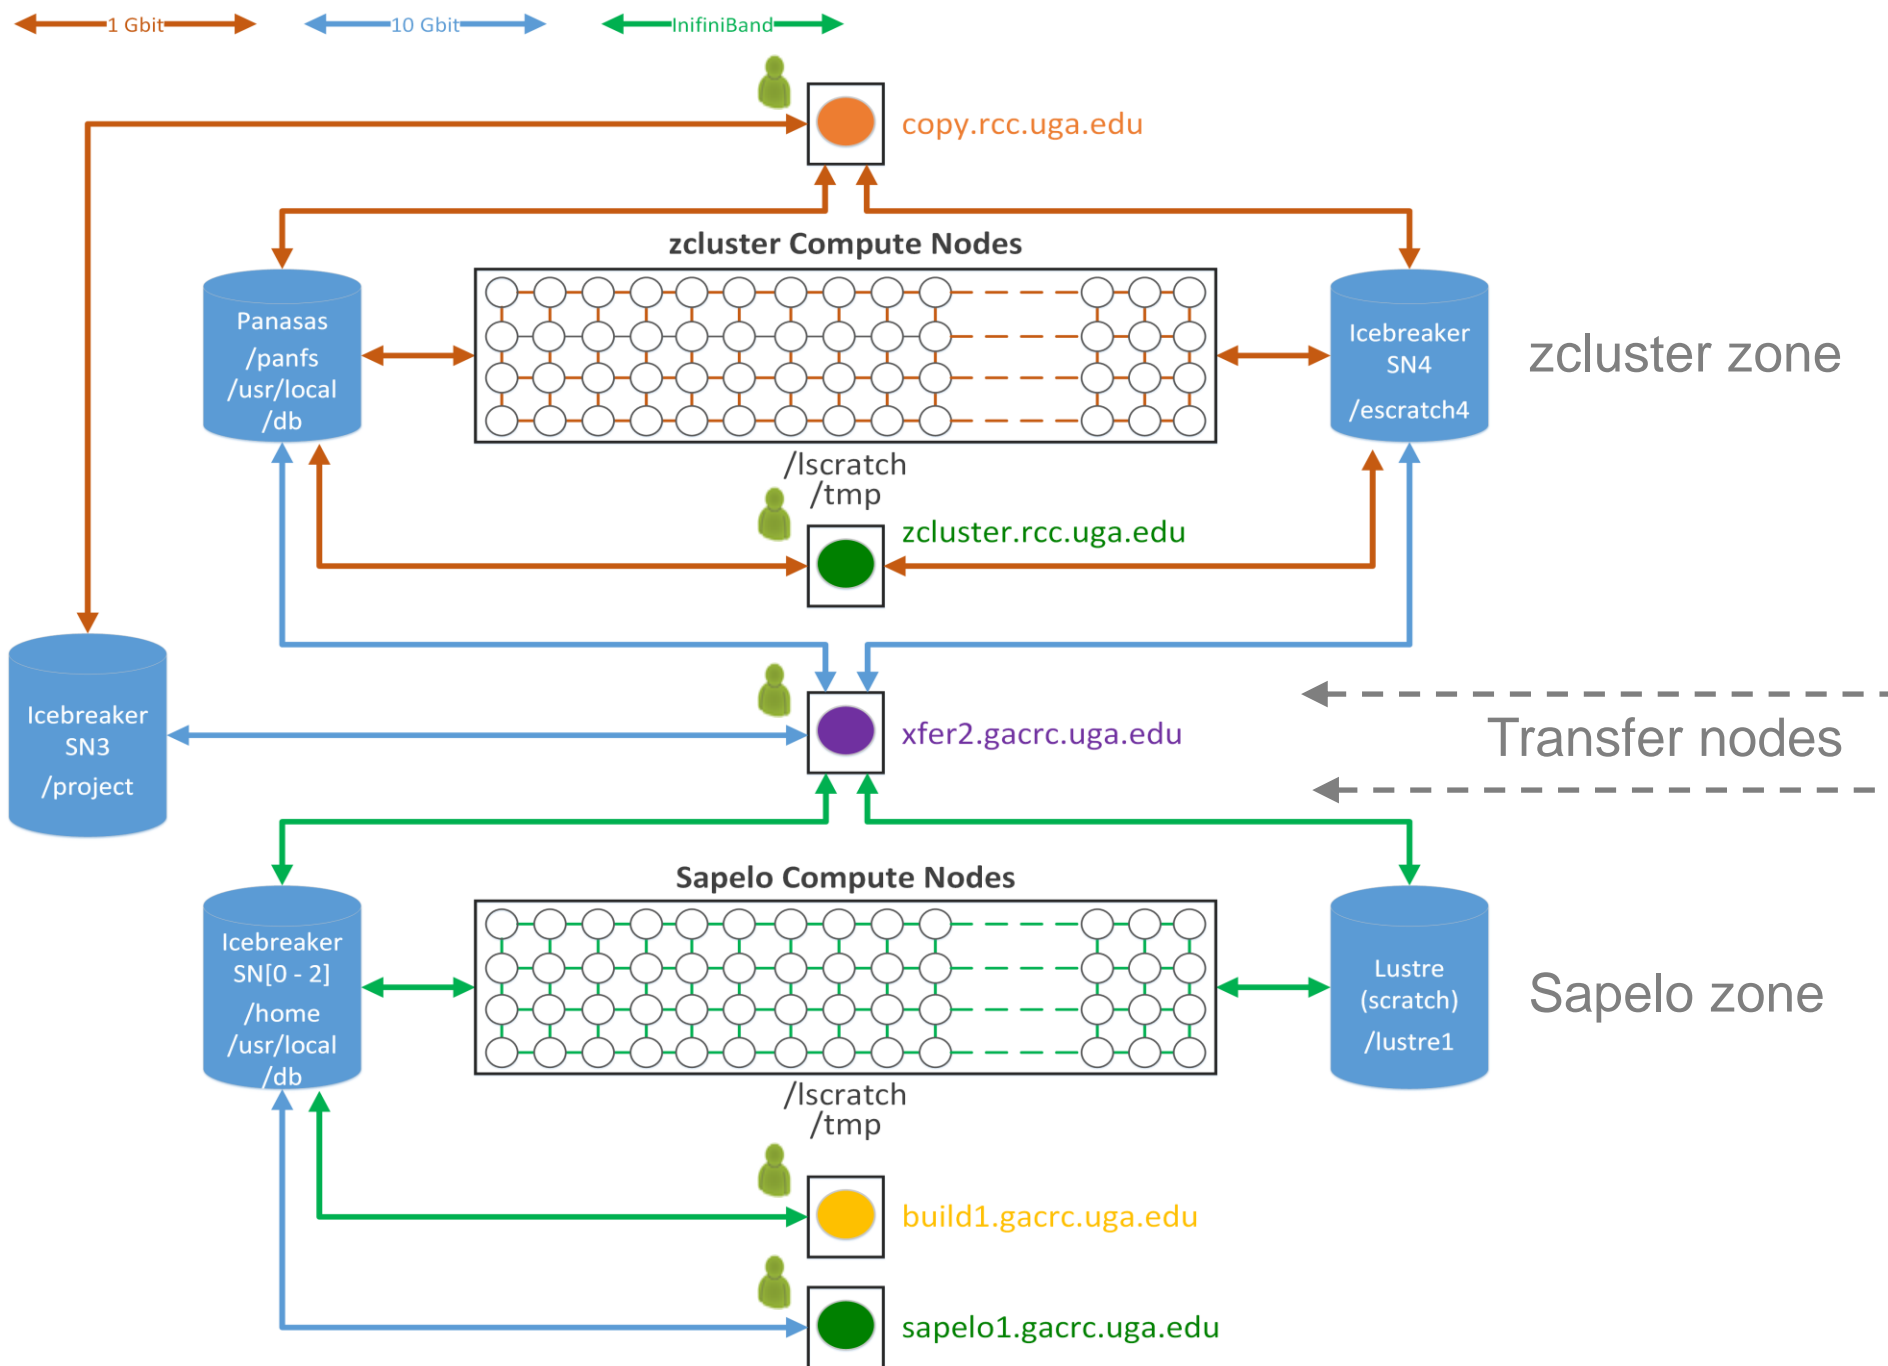 1 Gbit
10 Gbit
InifiniBand
copy.rcc.uga.edu
zcluster Compute Nodes
Panasas
/panfs
/usr/local
/db
Icebreaker
SN4
/escratch4
zcluster zone
/lscratch
/tmp
zcluster.rcc.uga.edu
Icebreaker
SN3
/project
xfer2.gacrc.uga.edu
Transfer nodes
Sapelo Compute Nodes
Icebreaker
SN[0 - 2]
/home
/usr/local
/db
Lustre
(scratch)
/lustre1
Sapelo zone
/lscratch
/tmp
build1.gacrc.uga.edu
sapelo1.gacrc.uga.edu